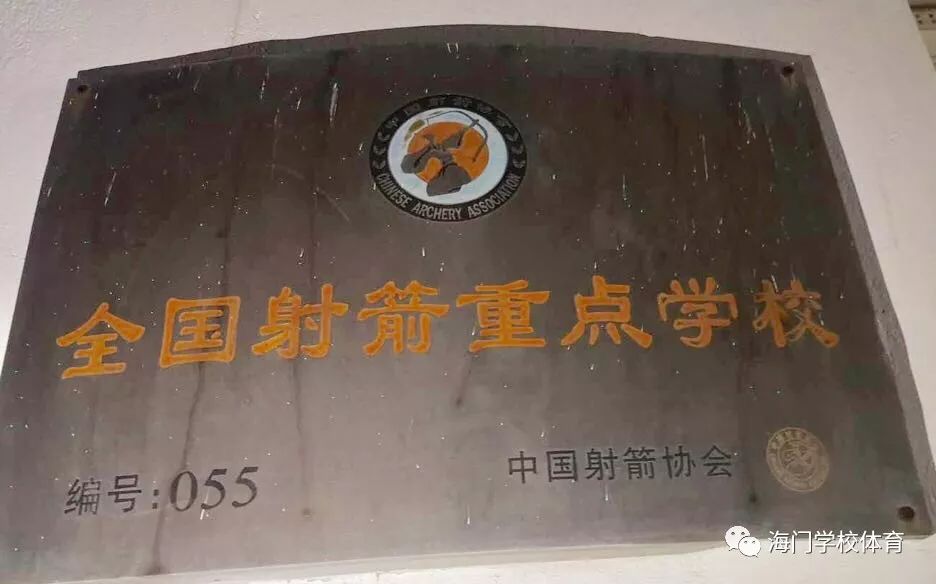 中国射箭协会
CHINESE ARCHERY ASSOCIATION
全国射箭重点学校
编号:055
中国射箭协会
海门学校体育